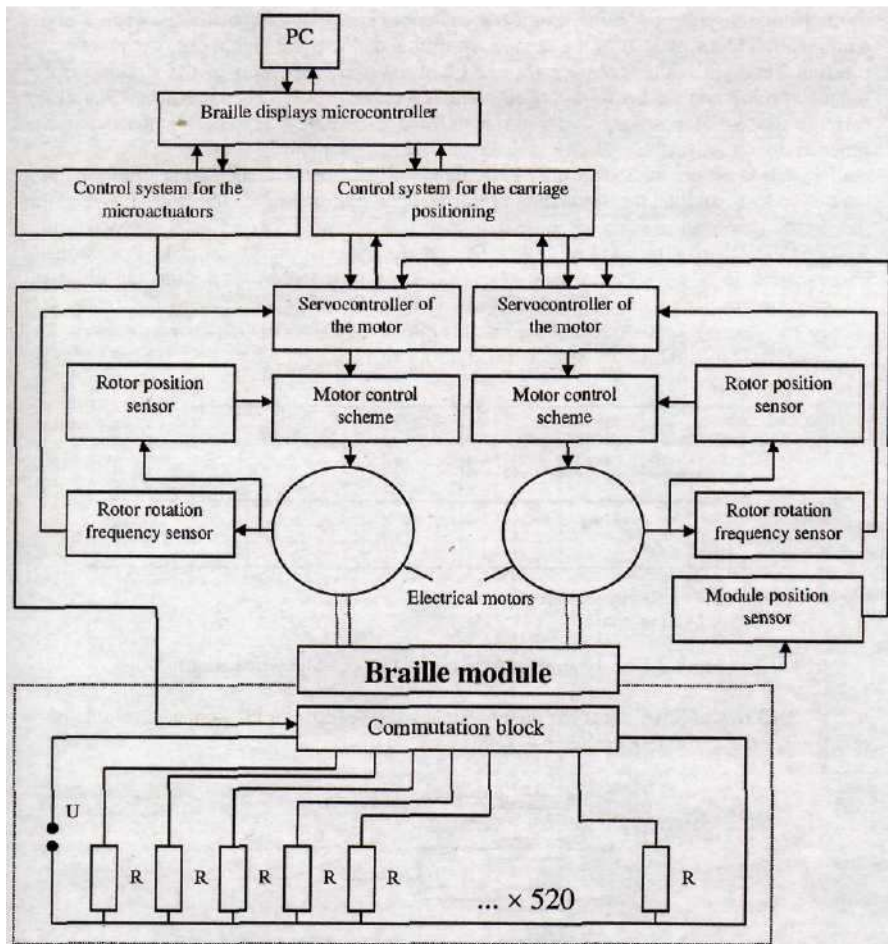 PC
Braille displays microcontroller
Control system for the
microactuators
Control system for the carriage
positioning
Servocontroller of
the motor
Servocontroller of
the motor
Rotor position
sensor
Motor control
scheme
Motor control
scheme
Rotor position
sensor
Rotor rotation
frequency sensor
Rotor rotation
frequency sensor
Electrical motors
Module position
sensor
Braille module
Commutation block
U
R
R
R
R
R
... × 520
R